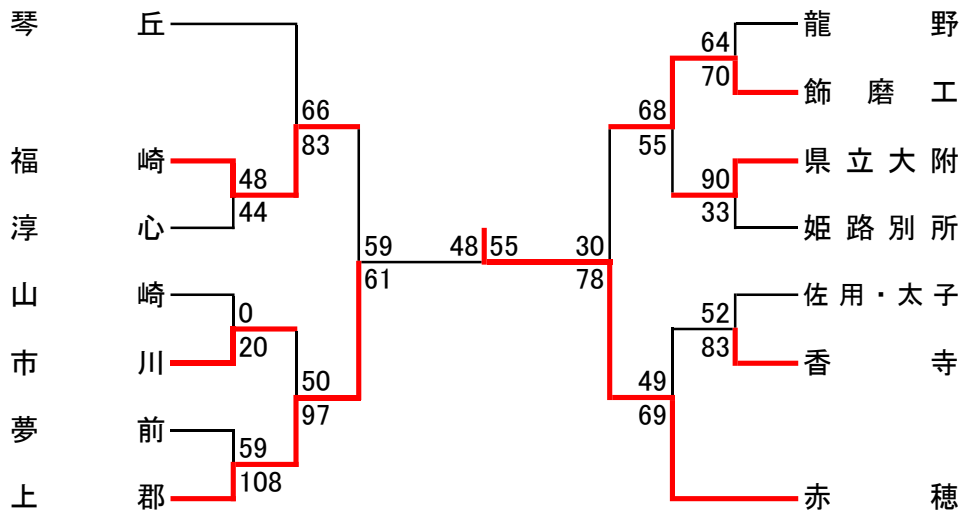 琴丘
龍野
64
70
飾磨工
66
83
68
55
福崎
県立大附
48
44
90
33
淳心
姫路別所
59
61
48 55
30
78
山崎
佐用・太子
0
20
52
83
市川
香寺
50
97
49
69
夢前
59
108
上郡
赤穂